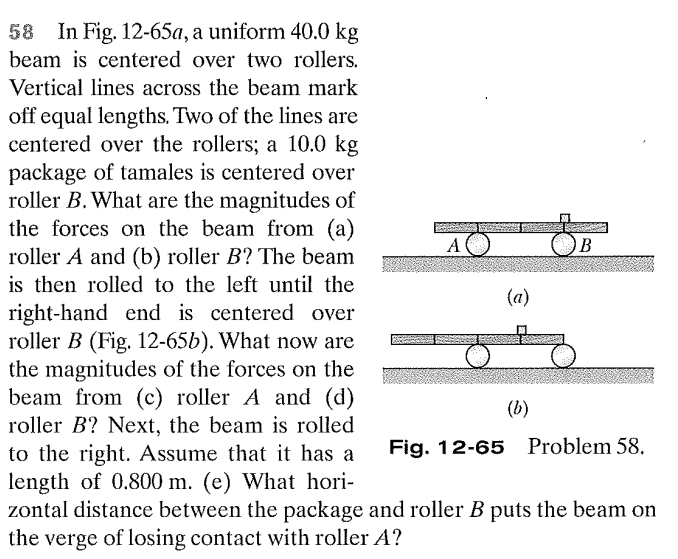 58 In Fig. 12-65a, a uniform 40.0 kg
beam is centered over two rollers.
Vertical lines across the beam mark
off equal lengths. Two of the lines are
centered over the rollers; a 10.0 kg
package of tamales is centered over
roller B. What are the magnitudes of
the forces on the beam from (a)
roller A and (b) roller B? The beam
is then rolled to the left until the
right-hand end is centered over
roller B (Fig. 12-65b). What now are
the magnitudes of the forces on the
beam from (c) roller A and (d)
roller B? Next, the beam is rolled
to the right. Assume that it has a
length of 0.800 m. (e) What hori-
zontal distance between the package and roller B puts the beam on
the verge of losing contact with roller A?
A B
(a)
(b)
Fig. 12-65 Problem 58.